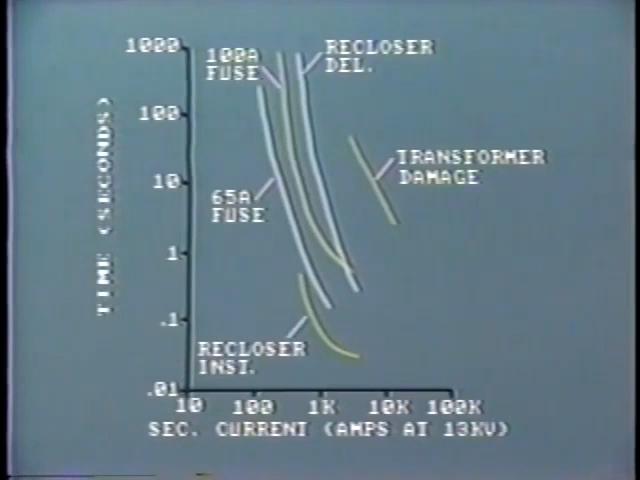 1000
100A
FUSE
RECLOSER
DEL.
100
TRANSFORMER
DAMAGE
10
65A
FUSE
1
.1
RECLOSER
INST.
.01
10 100 1K 10K 100K
SEC. CURRENT (AMPS AT 13KV)
TIME (SECONDS)